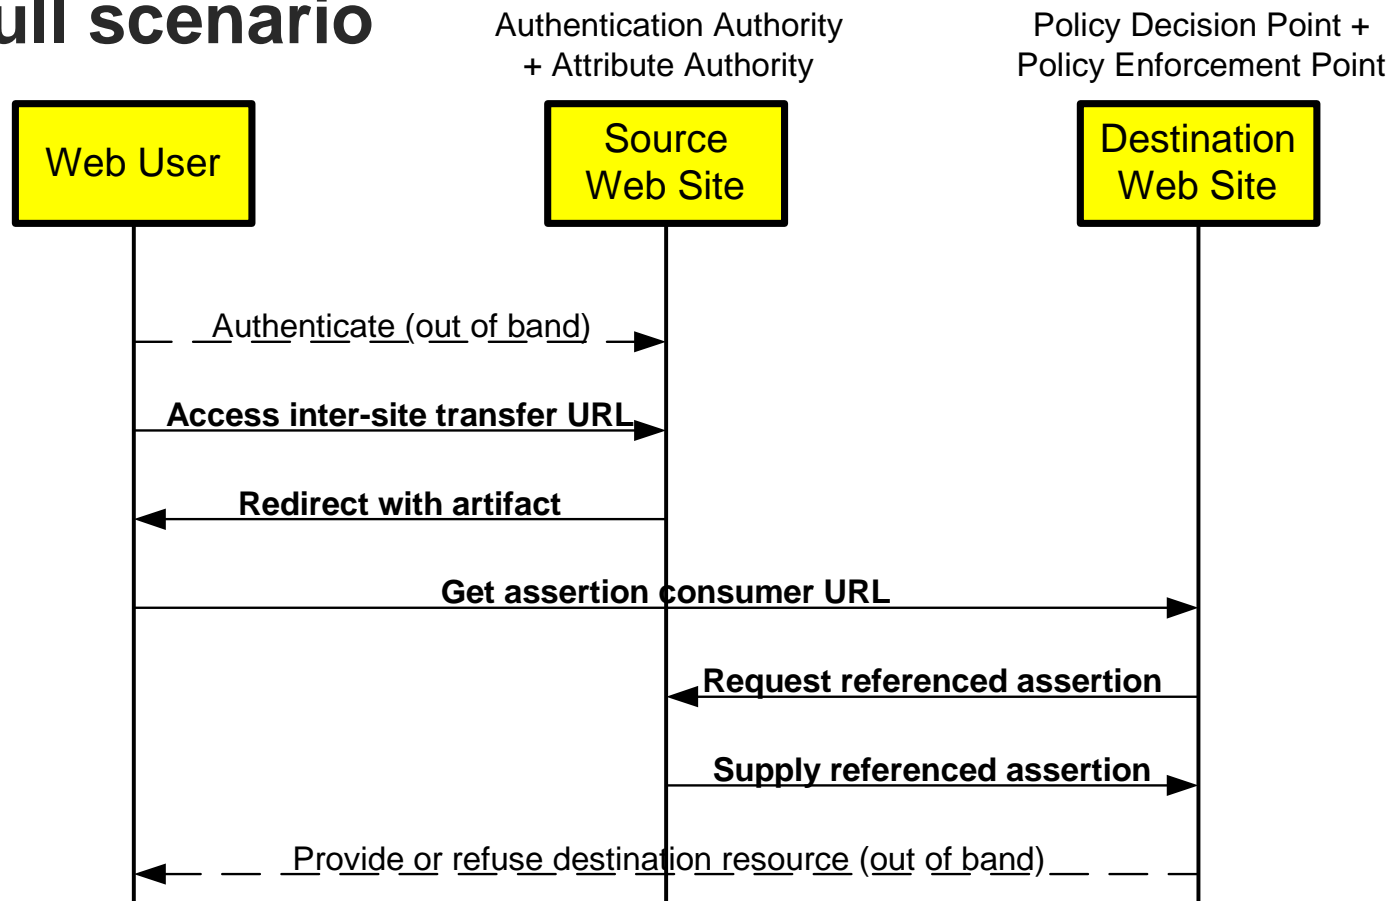 ull scenario
Authentication Authority
+ Attribute Authority
Policy Decision Point +
Policy Enforcement Point
Web User
Source
Web Site
Destination
Web Site
Authenticate (out of band)
Access inter-site transfer URL
Redirect with artifact
Get assertion consumer URL
Request referenced assertion
Supply referenced assertion
Provide or refuse destination resource (out of band)